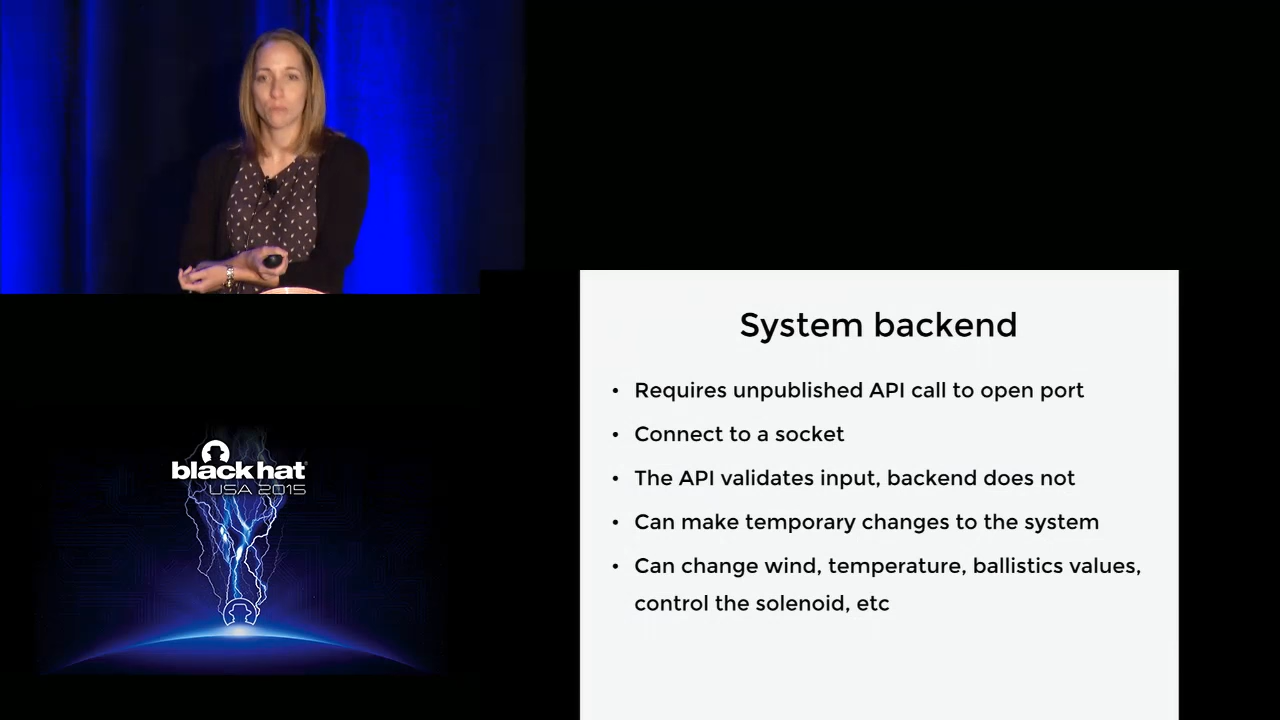 System backend
• Requires unpublished API call to open port
• Connect to a socket
• The API validates input, backend does not
• Can make temporary changes to the system
• Can change wind, temperature, ballistics values,
control the solenoid, etc
black hat
USA 2015